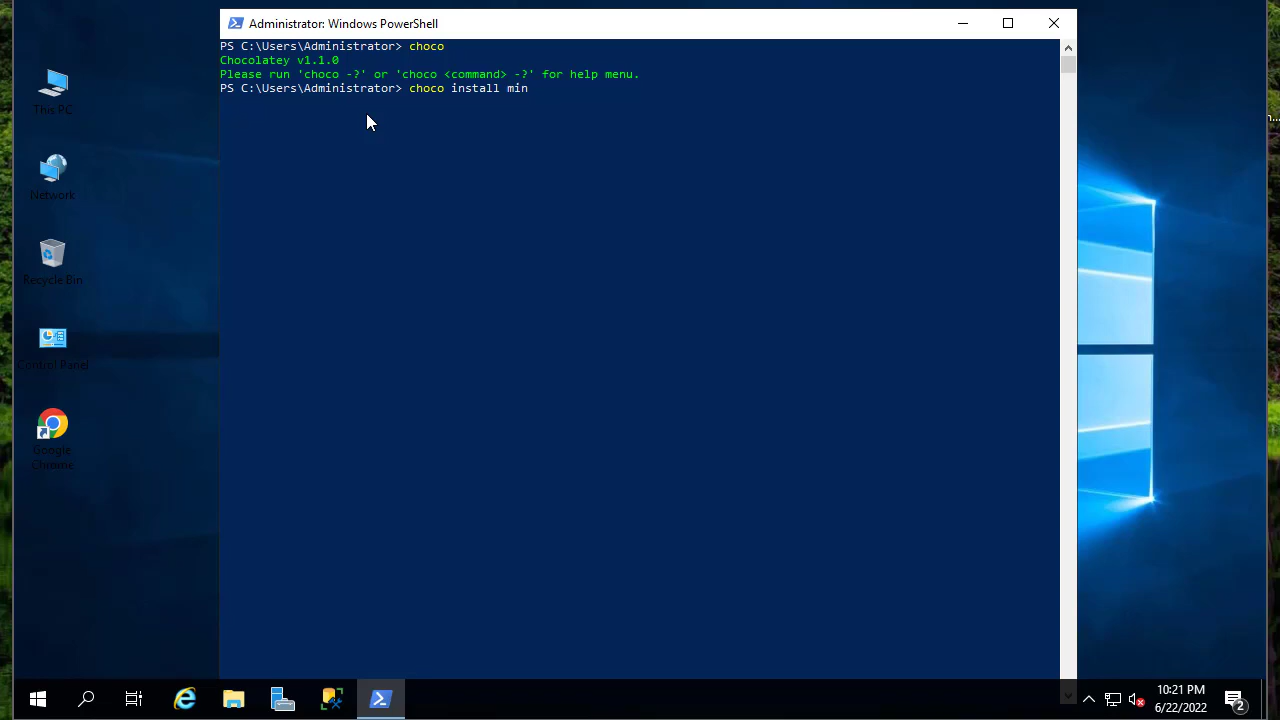 Administrator: Windows PowerShell
PS C:\Users\Administrator> choco
Chocolatey v1.1.0
Please run 'choco -?' or 'choco <command> -?' for help menu.
PS C:\Users\Administrator> choco install min
This PC
Network
Recycle Bin
Control Panel
Google
Chrome
n...
10:21 PM
6/22/2022
2